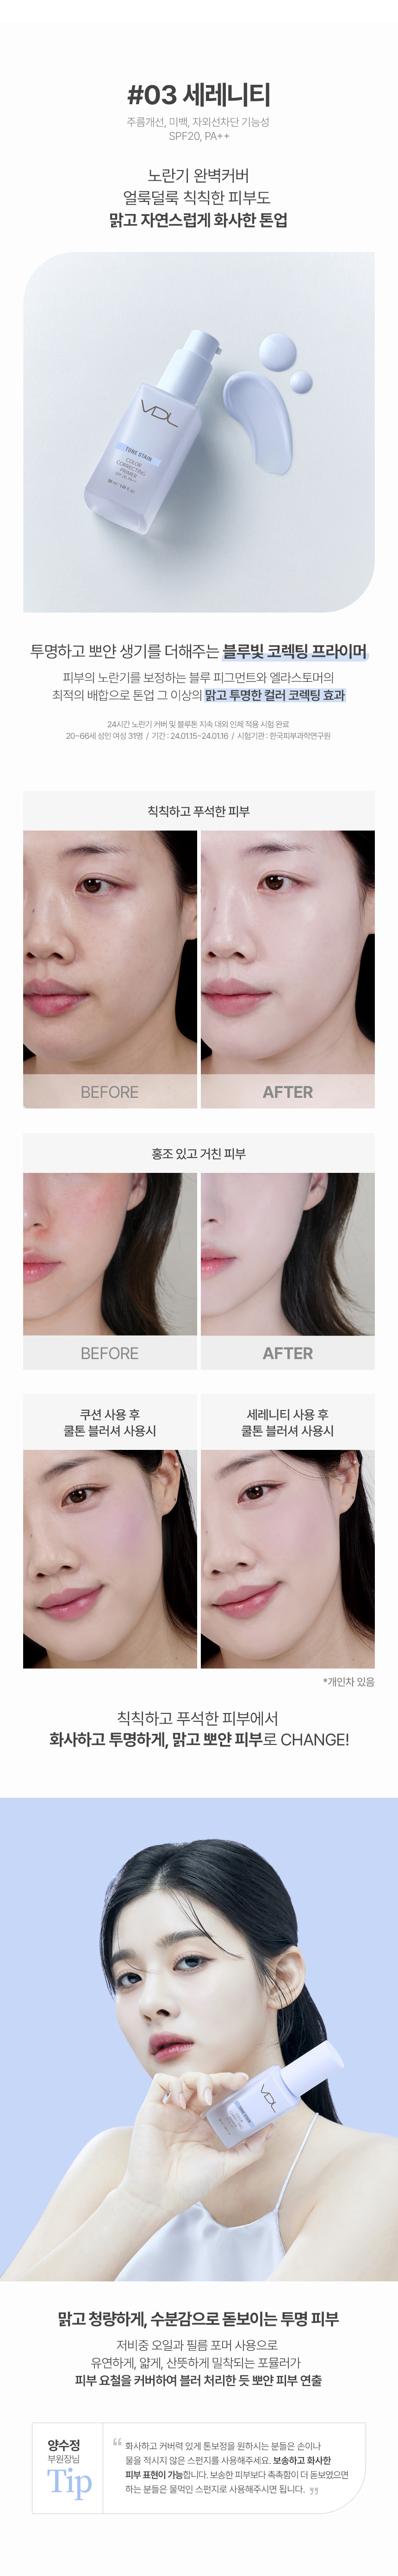 #03 세레니티
주름개선, 미백, 자외선차단 기능성
SPF20, PA++
노란기 완벽커버
얼룩덜룩 칙칙한 피부도
맑고 자연스럽게 화사한 톤업
VDL
TONE STAIN
COLOR
CORRECTING
PRIMER
투명하고 뽀얀 생기를 더해주는 블루빛 코렉팅 프라이머
피부의 노란기를 보정하는 블루 피그먼트와 엘라스토머의
최적의 배합으로 톤업 그 이상의 맑고 투명한 컬러 코렉팅 효과
24시간 노란기 커버 및 블루톤 지속 대외 인체 적용 시험 완료
20~66세 성인 여성 31명 / 기간 : 24.01.15~24.01.16 / 시험기관 : 한국피부과학연구원
칙칙하고 푸석한 피부
BEFORE
AFTER
홍조 있고 거친 피부
BEFORE
AFTER
쿠션 사용 후
쿨톤 블러셔 사용시
세레니티 사용 후
쿨톤 블러셔 사용시
*개인차 있음
칙칙하고 푸석한 피부에서
화사하고 투명하게, 맑고 뽀얀 피부로 CHANGE!
VDL
맑고 청량하게, 수분감으로 돋보이는 투명 피부
저비중 오일과 필름 포머 사용으로
유연하게, 얇게, 산뜻하게 밀착되는 포뮬러가
피부 요철을 커버하여 블러 처리한 듯 뽀얀 피부 연출
양수정
부원장님
Tip
“ 화사하고 커버력 있게 톤보정을 원하시는 분들은 손이나
물을 적시지 않은 스펀지를 사용해주세요. 보송하고 화사한
피부 표현이 가능합니다. 보송한 피부보다 촉촉함이 더 돋보였으면
하는 분들은 물먹인 스펀지로 사용해주시면 됩니다. ”